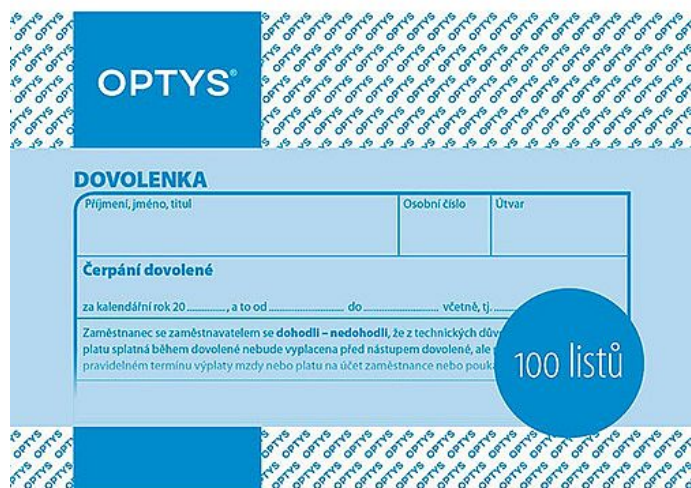 OPTYS®
DOVOLENKA
Příjmení, jméno, titul
Osobní číslo
Útvar
Čerpání dovolené
za kalendářní rok 20 ............, a to od ........................ do ........................ včetně, tj. ........
Zaměstnanec se zaměstnavatelem se dohodli – nedohodli, že z technických
platu splatná během dovolené nebude vyplacena před nástupem dovolené, ale
pravidelném termínu výplaty mzdy nebo platu na účet zaměstnance nebo
100 listů